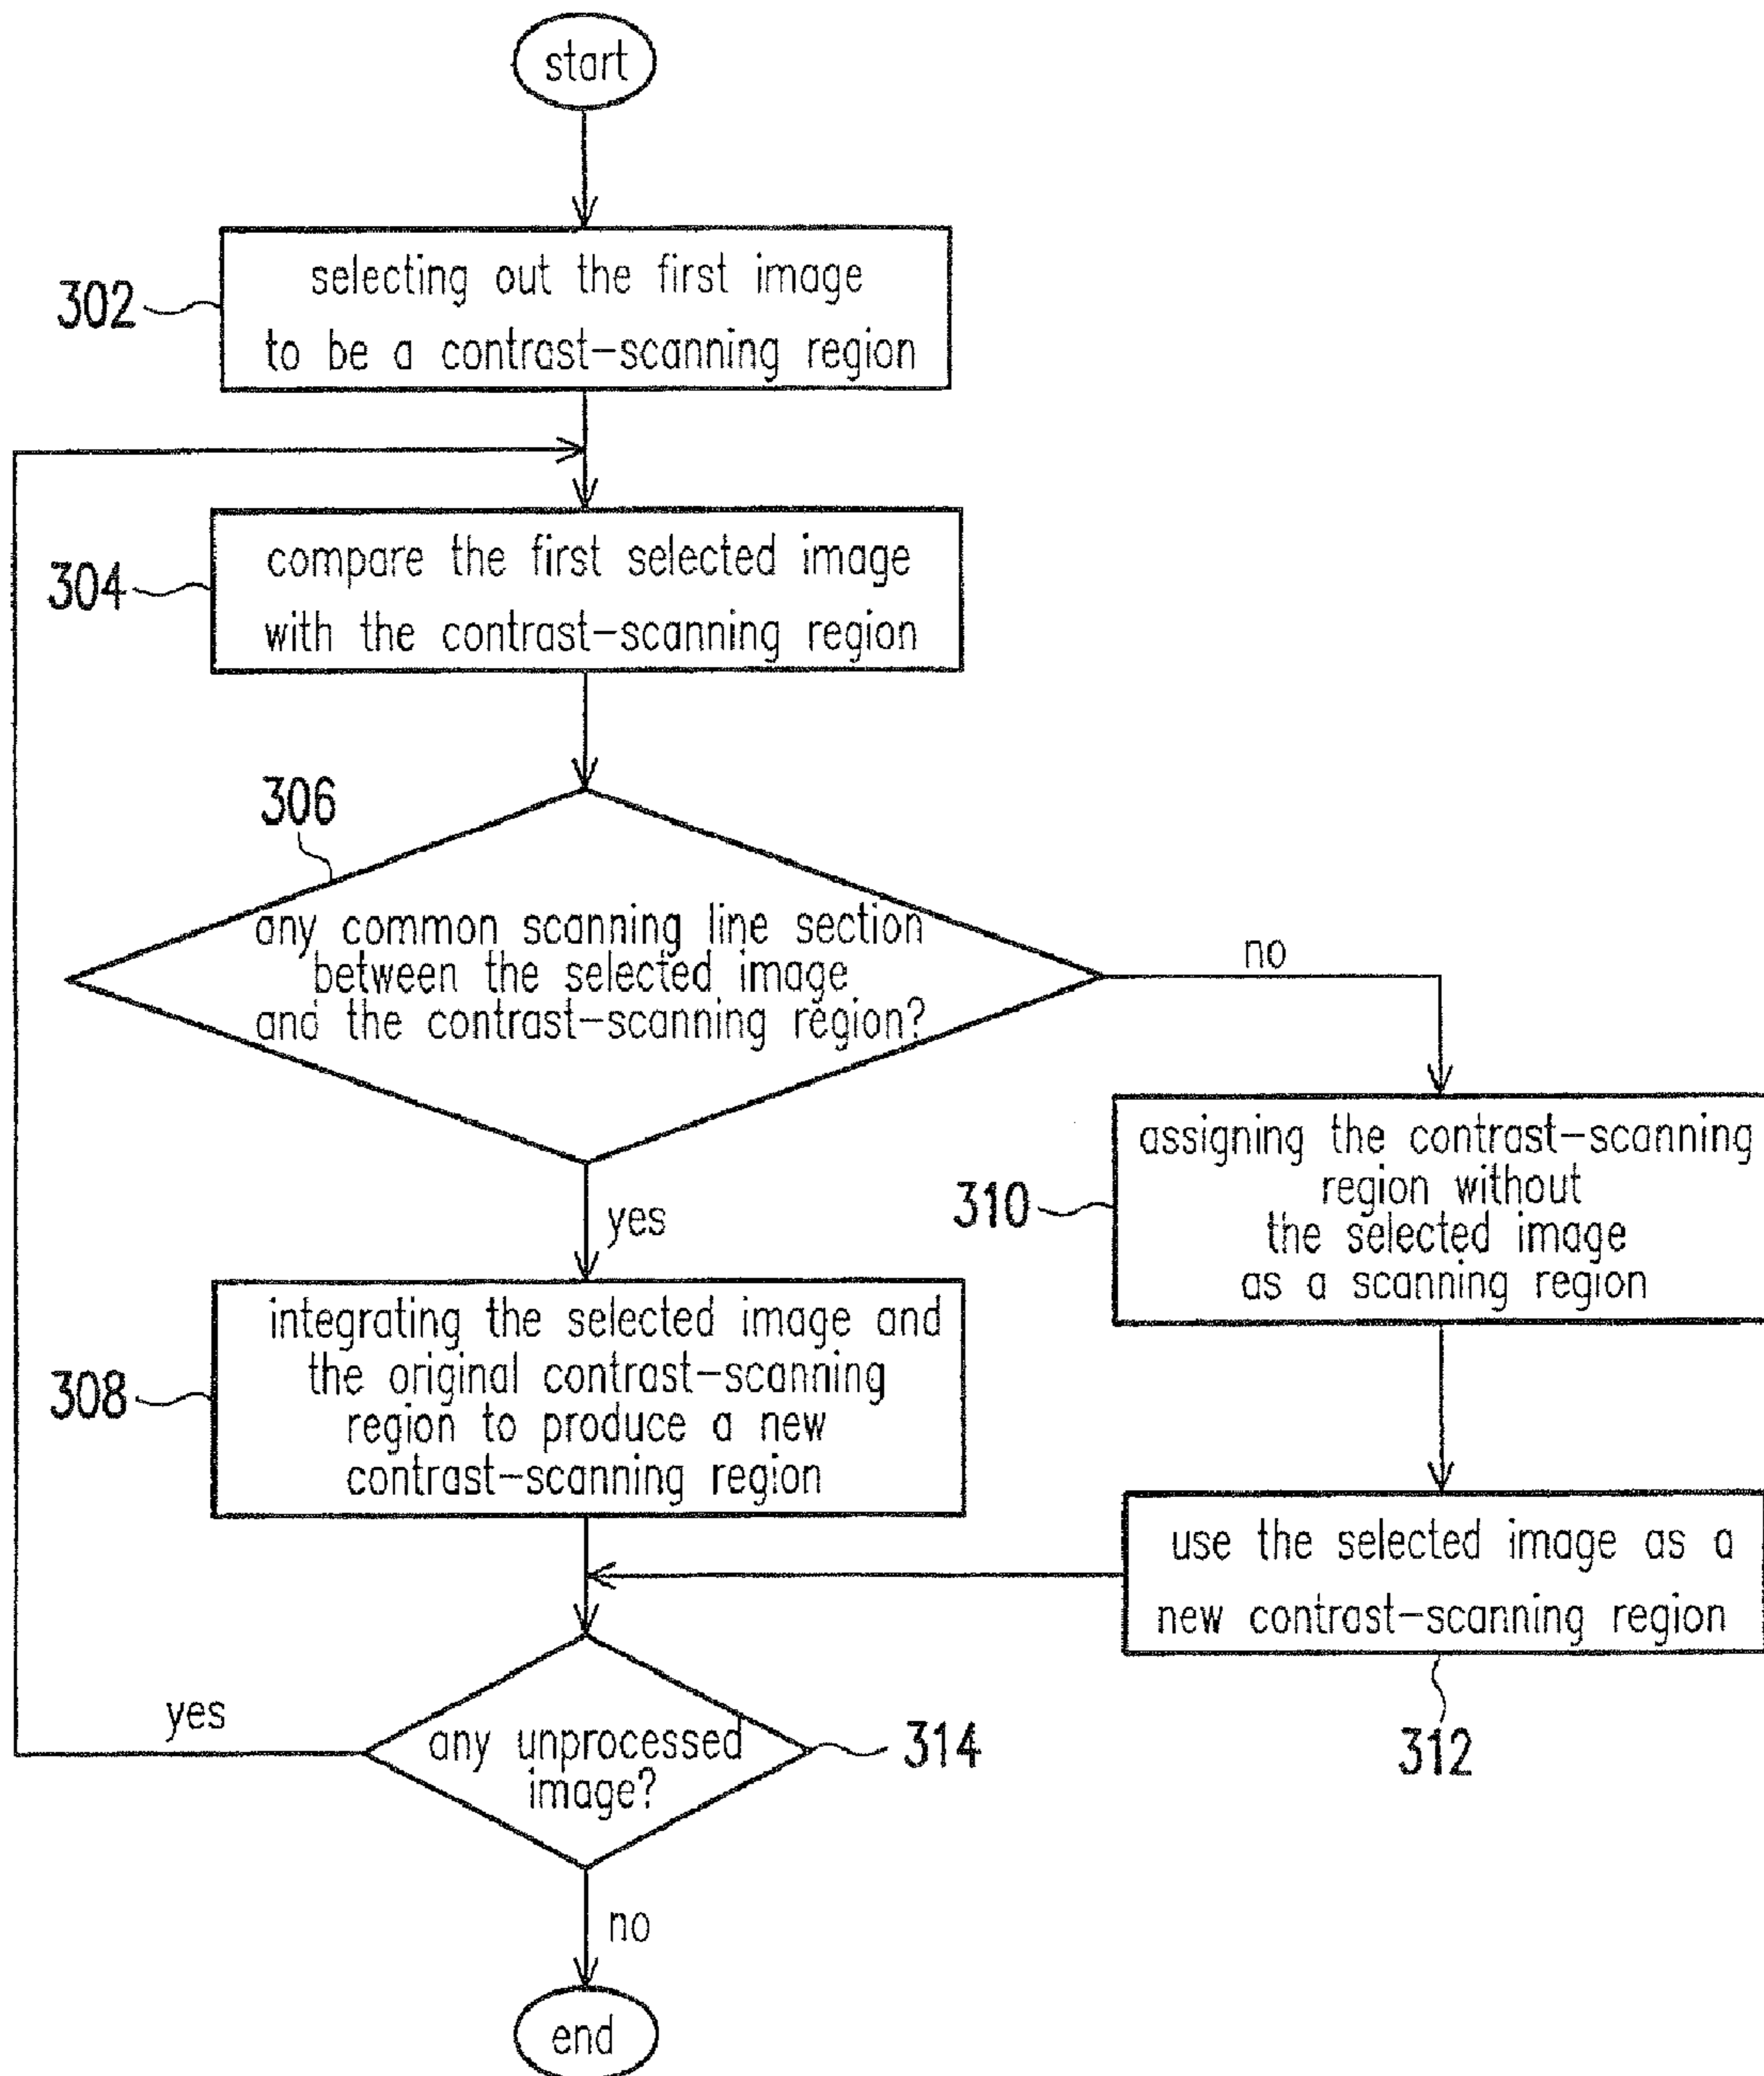 start
302
selecting out the first image
to be a contrast-scanning region
304
compare the first selected image
with the contrast-scanning region
306
any common scanning line section
between the selected image
and the contrast-scanning region?
no
yes
310
assigning the contrast-scanning
region without
the selected image
as a scanning region
308
integrating the selected image and
the original contrast-scanning
region to produce a new
contrast-scanning region
use the selected image as a
new contrast-scanning region
312
yes
any unprocessed
image?
314
no
end